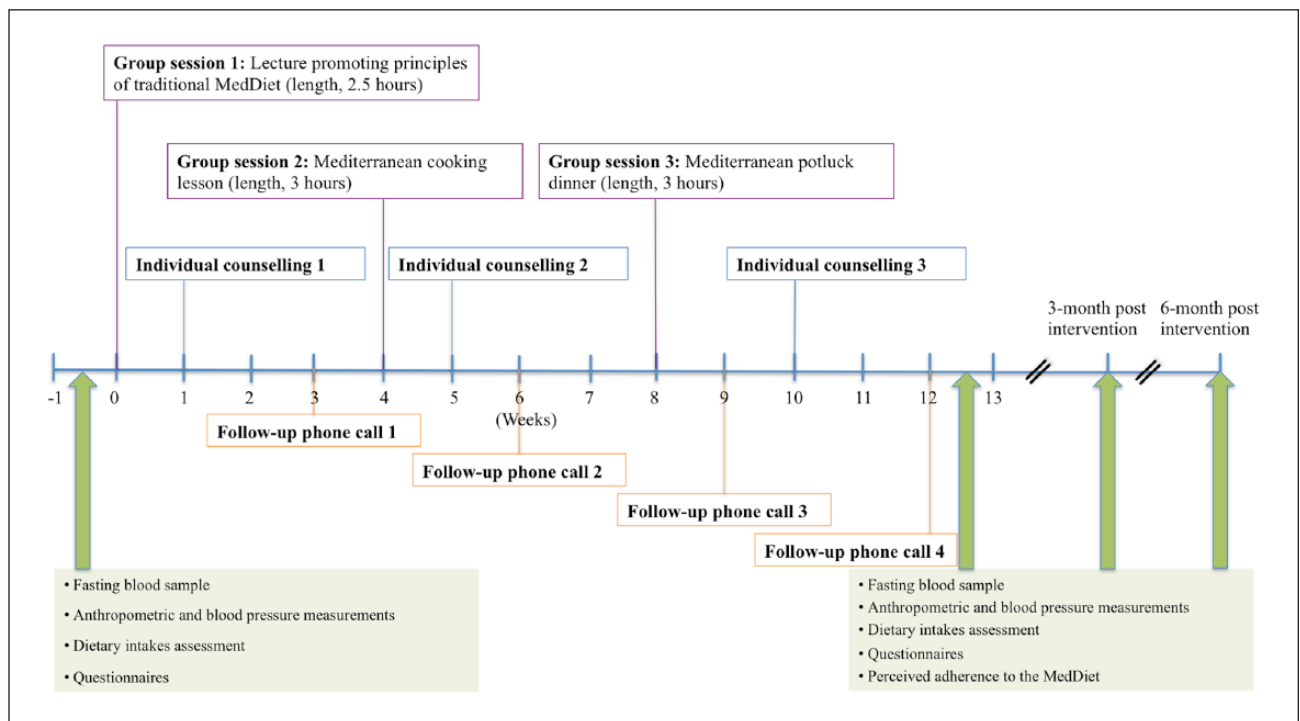 Group session 1: Lecture promoting principles
of traditional MedDiet (length, 2.5 hours)
Group session 2: Mediterranean cooking
lesson (length, 3 hours)
Group session 3: Mediterranean potluck
dinner (length, 3 hours)
Individual counselling 1
Individual counselling 2
Individual counselling 3
3-month post
intervention
6-month post
intervention
-1 0 1 2 3 4 5 6 7 8 9 10 11 12 13
(Weeks)
Follow-up phone call 1
Follow-up phone call 2
Follow-up phone call 3
Follow-up phone call 4
• Fasting blood sample
• Anthropometric and blood pressure measurements
• Dietary intakes assessment
• Questionnaires
• Fasting blood sample
• Anthropometric and blood pressure measurements
• Dietary intakes assessment
• Questionnaires
• Perceived adherence to the MedDiet